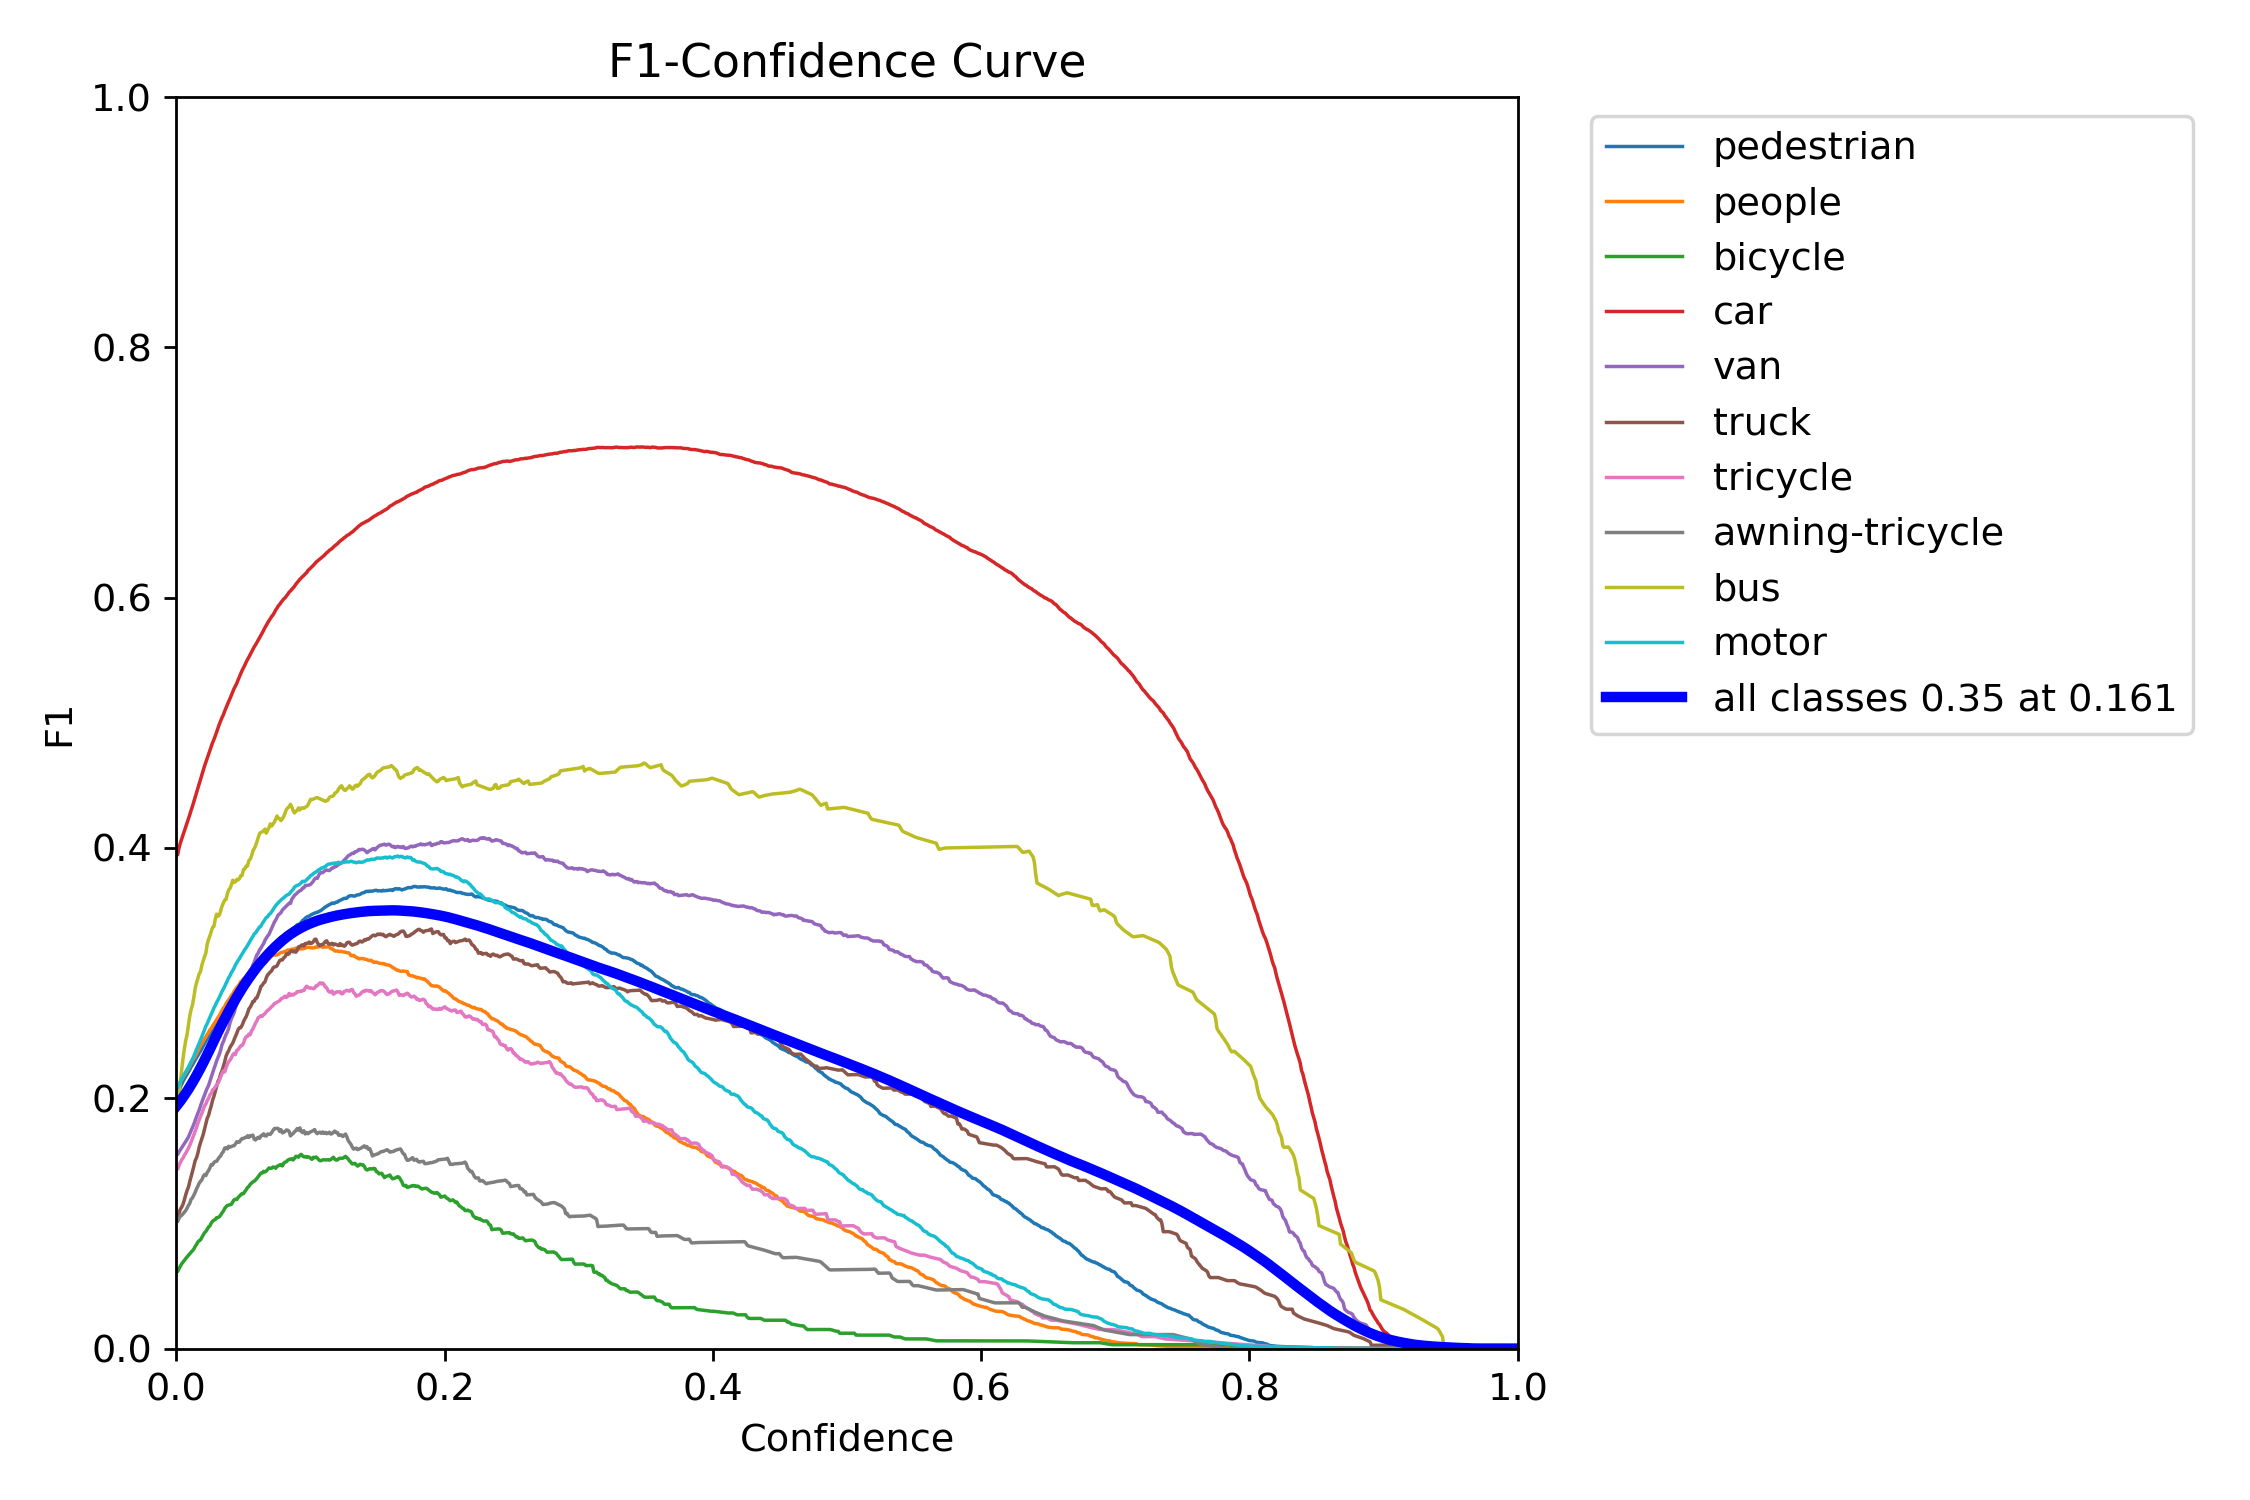 F1-Confidence Curve
1.0
0.8
0.6
0.4
0.2
0.0
F1
0.0 0.2 0.4 0.6 0.8 1.0
Confidence
pedestrian
people
bicycle
car
van
truck
tricycle
awning-tricycle
bus
motor
all classes 0.35 at 0.161